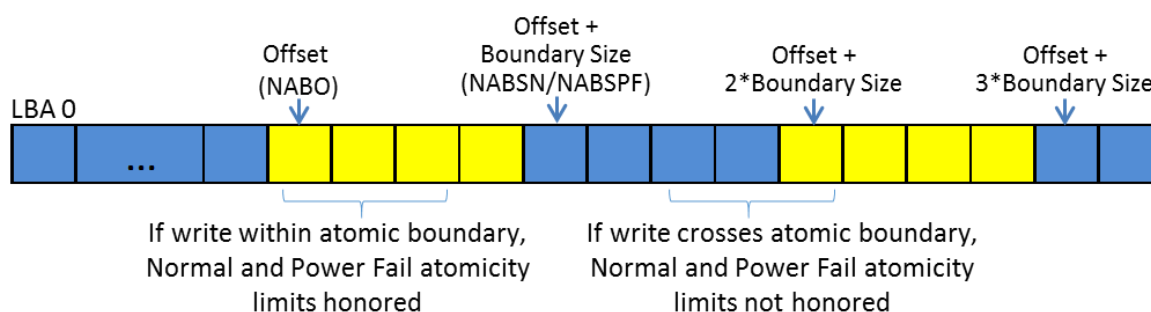 Offset
(NABO)
Offset +
Boundary Size
(NABSN/NABSPF)
Offset +
2*Boundary Size
Offset +
3*Boundary Size
LBA 0
...
If write within atomic boundary,
Normal and Power Fail atomicity
limits honored
If write crosses atomic boundary,
Normal and Power Fail atomicity
limits not honored